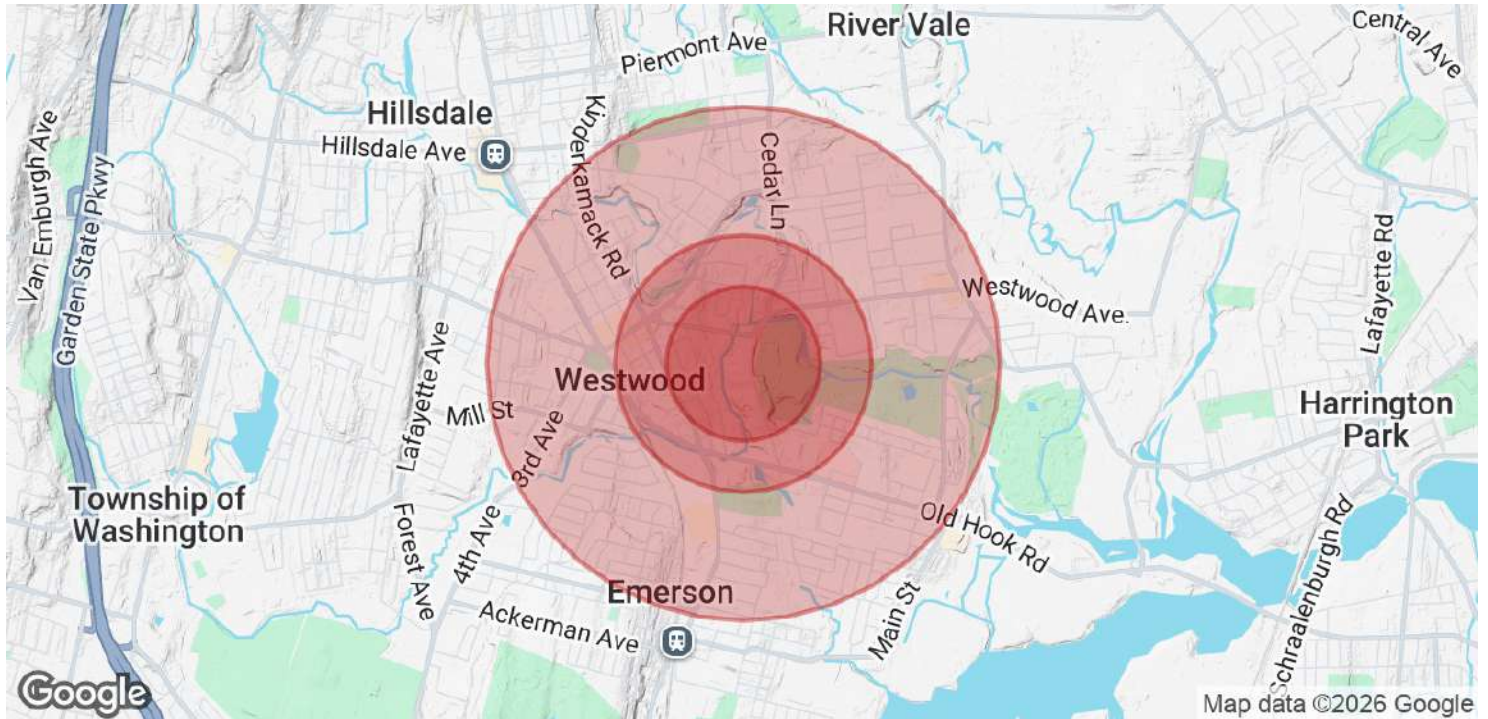 River Vale
Central Ave
Piermont Ave
Hillsdale
Hillsdale Ave
Kinderkamack Rd
Cedar Ln
Van Emburgh Ave
Garden State Pkwy
Lafayette Rd
Westwood Ave.
Lafayette Ave
Westwood
Mill St
3rd Ave
Harrington
Park
Township of
Washington
Forest Ave
4th Ave
Old Hook Rd
Emerson
Ackerman Ave
Main St
Schraalenburgh Rd
Google
Map data ©2026 Google